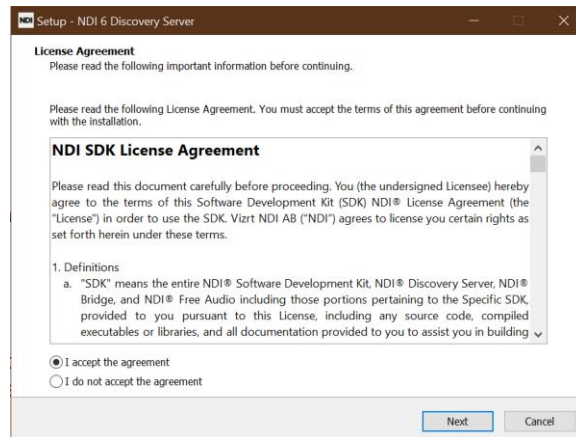 NDI Setup - NDI 6 Discovery Server
License Agreement
Please read the following important information before continuing.
Please read the following License Agreement. You must accept the terms of this agreement before continuing
with the installation.
NDI SDK License Agreement
Please read this document carefully before proceeding. You (the undersigned Licensee) hereby
agree to the terms of this Software Development Kit (SDK) NDI® License Agreement (the
"License") in order to use the SDK. Vizrt NDI AB ("NDI") agrees to license you certain rights as
set forth herein under these terms.
1. Definitions
a. "SDK" means the entire NDI® Software Development Kit, NDI® Discovery Server, NDI®
Bridge, and NDI® Free Audio including those portions pertaining to the Specific SDK,
provided to you pursuant to this License, including any source code, compiled
executables or libraries, and all documentation provided to you to assist you in building
I accept the agreement
I do not accept the agreement
Next Cancel